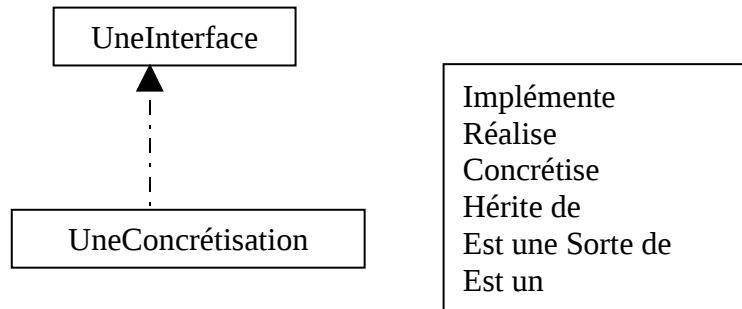 UneInterface
UneConcrétisation
Implémente
Réalise
Concrétise
Hérite de
Est une Sorte de
Est un